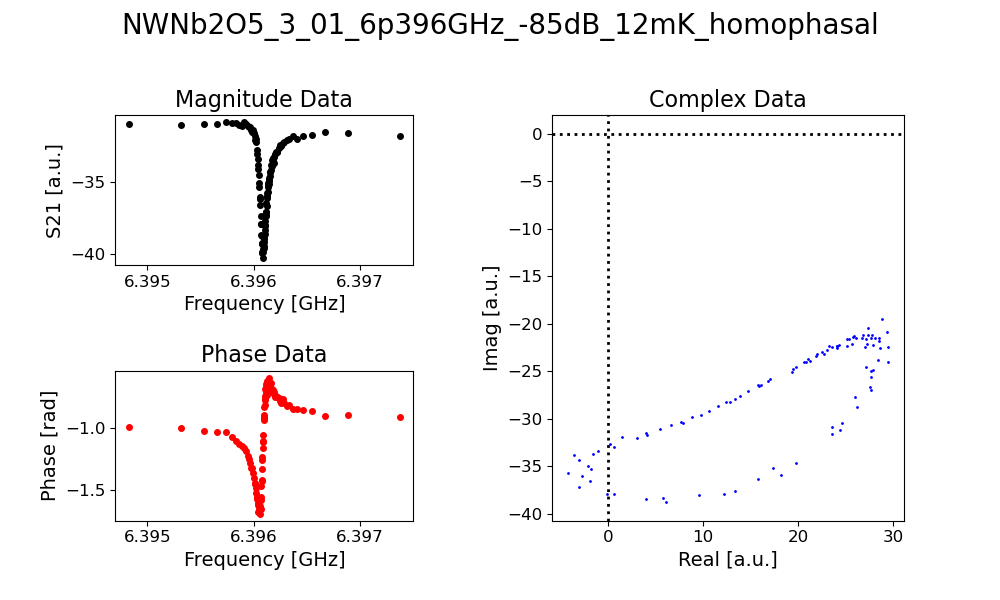 NWNb2O5_3_01_6p396GHz_-85dB_12mK_homophasal
Magnitude Data
S21 [a.u.]
−35
−40
6.395 6.396 6.397
Frequency [GHz]
Phase Data
Phase [rad]
−1.0
−1.5
6.395 6.396 6.397
Frequency [GHz]
Complex Data
Imag [a.u.]
0
−5
−10
−15
−20
−25
−30
−35
−40
0 10 20 30
Real [a.u.]